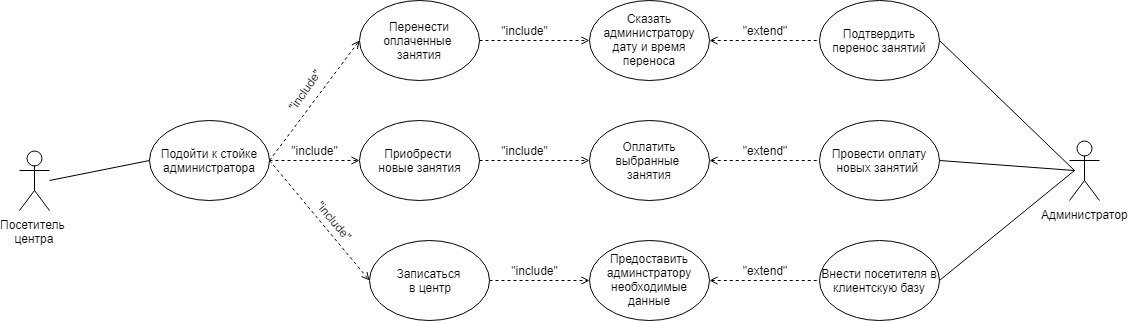 Перенести
оплаченные
занятия
"include"
Сказать
администратору
дату и время
переноса
"extend"
Подтвердить
перенос занятий
"include"
Подойти к стойке
администратора
"include"
Приобрести
новые занятия
"include"
Оплатить
выбранные
занятия
"extend"
Провести оплату
новых занятий
Посетитель
центра
Администратор
"include"
Записаться
в центр
"include"
Предоставить
админстратору
необходимые
данные
"extend"
Внести посетителя в
клиентскую базу